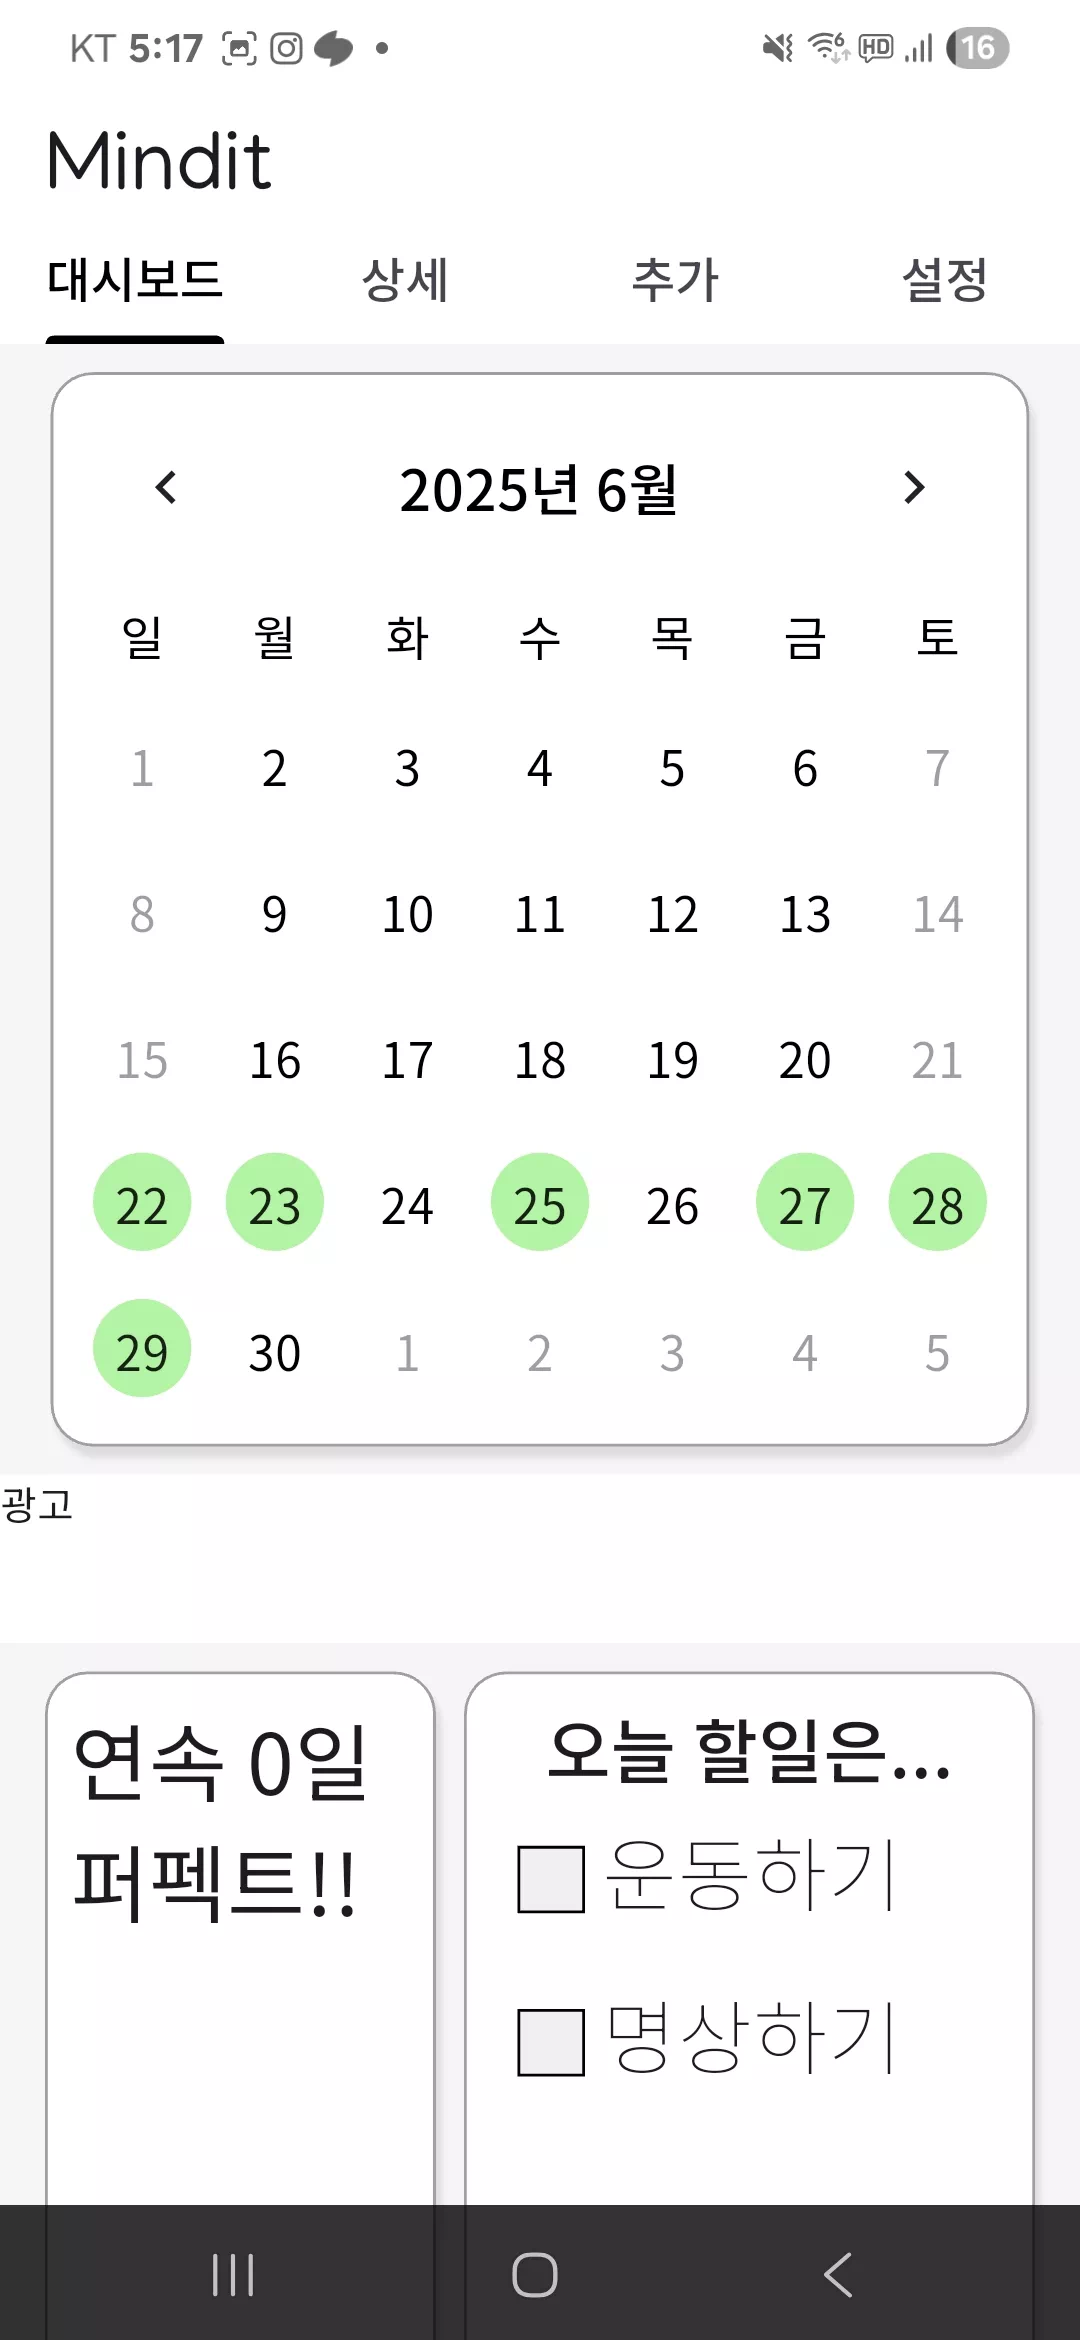 KT 5:17
6 HD 16
Mindit
대시보드 상세 추가 설정
2025년 6월
일 월 화 수 목 금 토
1 2 3 4 5 6 7
8 9 10 11 12 13 14
15 16 17 18 19 20 21
22 23 24 25 26 27 28
29 30 1 2 3 4 5
광고
연속 0일
퍼펙트!!
오늘 할일은...
운동하기
명상하기